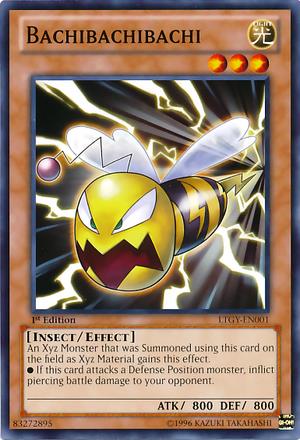 BACHIBACHIBACHI
LIGHT
光
1st Edition
LTGY-EN001
[INSECT/EFFECT]
An Xyz Monster that was Summoned using this card on
the field as Xyz Material gains this effect.
● If this card attacks a Defense Position monster, inflict
piercing battle damage to your opponent.
ATK/ 800 DEF/ 800
83272895
©1996 KAZUKI TAKAHASHI